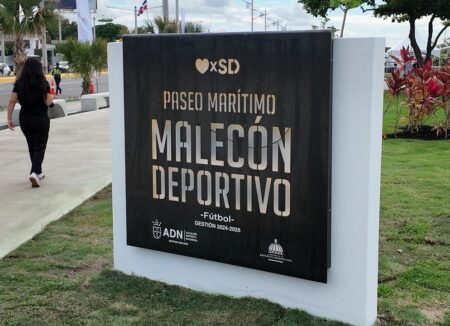 ♥xSD
PASEO MARÍTIMO
MALECÓN
DEPORTIVO
-Fútbol-
GESTIÓN 2024-2028
ADN